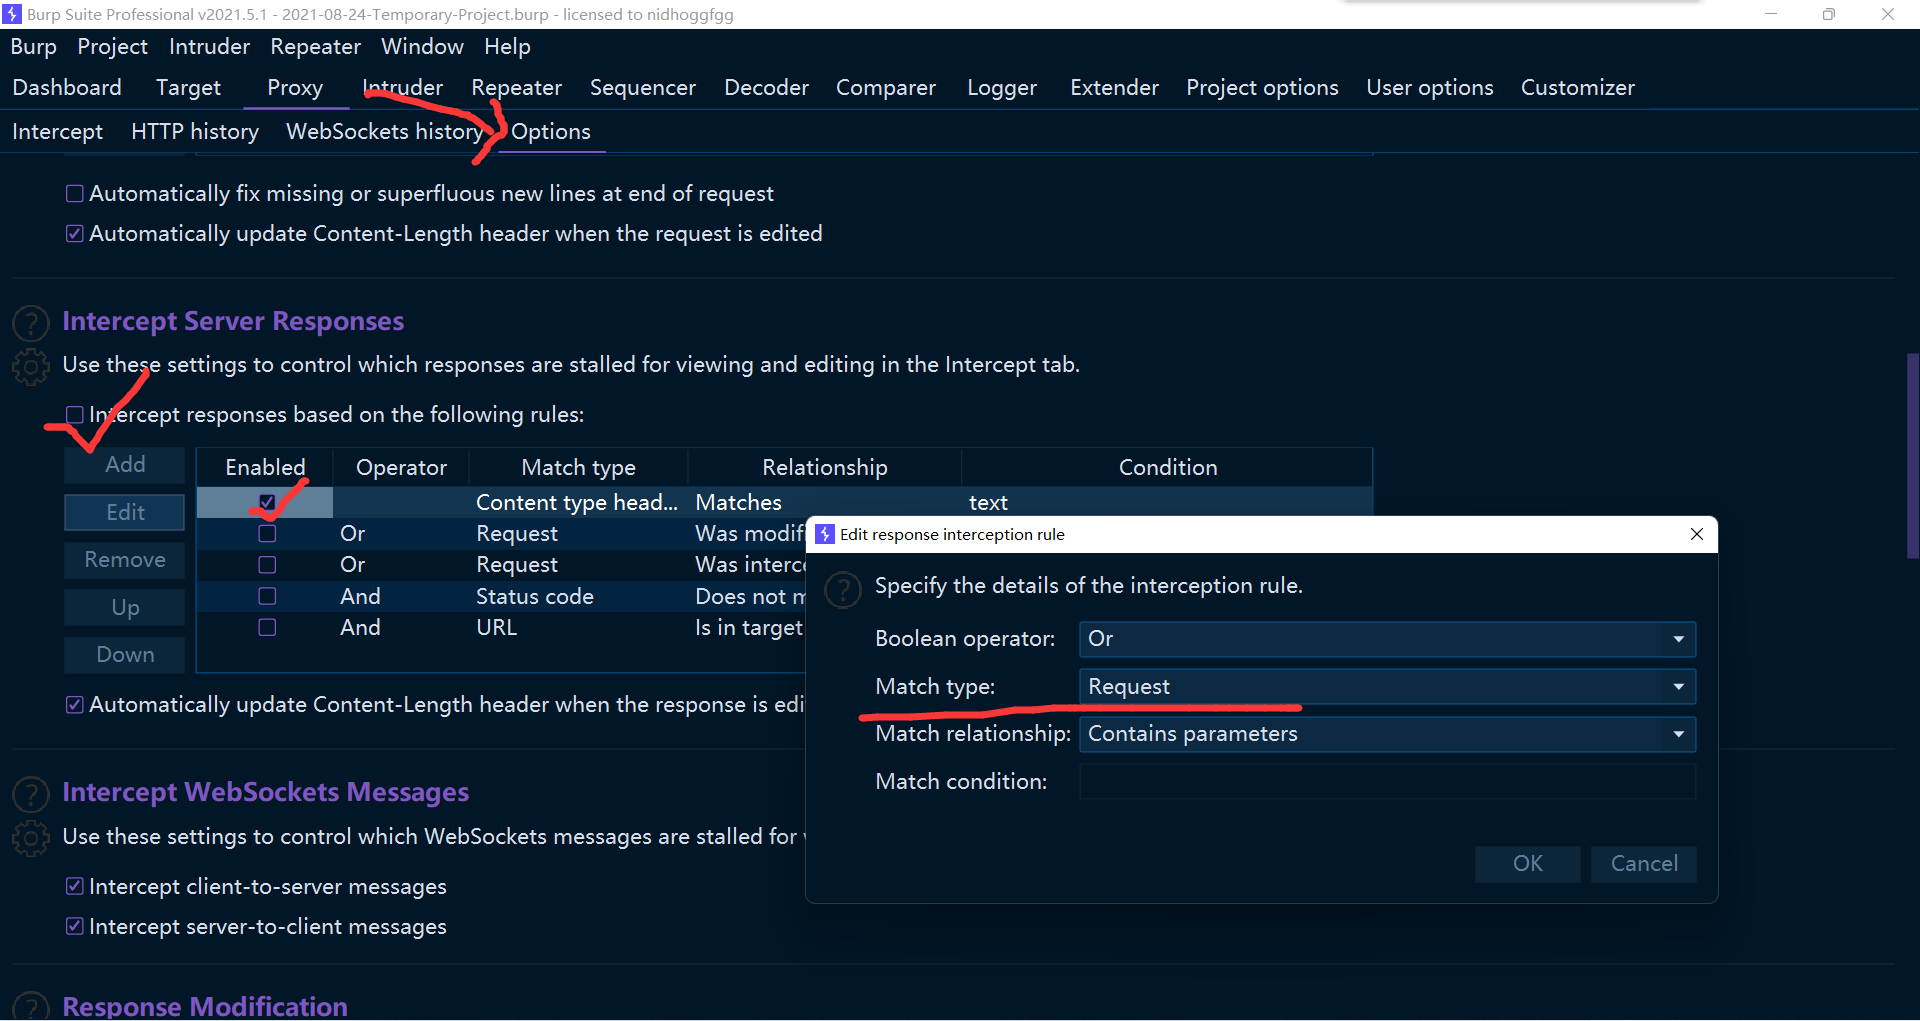 Burp Suite Professional v2021.5.1 - 2021-08-24-Temporary-Project.burp - licensed to nidhoggfgg
Burp Project Intruder Repeater Window Help
Dashboard Target Proxy Intruder Repeater Sequencer Decoder Comparer Logger Extender Project options User options Customizer
Intercept HTTP history WebSockets history Options
Automatically fix missing or superfluous new lines at end of request
Automatically update Content-Length header when the request is edited
Intercept Server Responses
Use these settings to control which responses are stalled for viewing and editing in the Intercept tab.
Intercept responses based on the following rules:
Add
Edit
Remove
Up
Down
Enabled Operator Match type Relationship Condition
Content type head... Matches text
Or Request Was modifi
Or Request Was interc
And Status code Does not m
And URL Is in target
Automatically update Content-Length header when the response is edi
Intercept WebSockets Messages
Use these settings to control which WebSockets messages are stalled for
Intercept client-to-server messages
Intercept server-to-client messages
Response Modification
Edit response interception rule
Specify the details of the interception rule.
Boolean operator: Or
Match type: Request
Match relationship: Contains parameters
Match condition:
OK Cancel